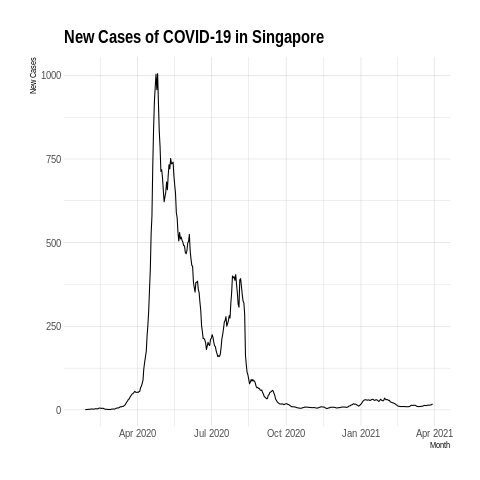 New Cases of COVID-19 in Singapore
New Cases
1000
750
500
250
0
Apr 2020 Jul 2020 Oct 2020 Jan 2021 Apr 2021
Month